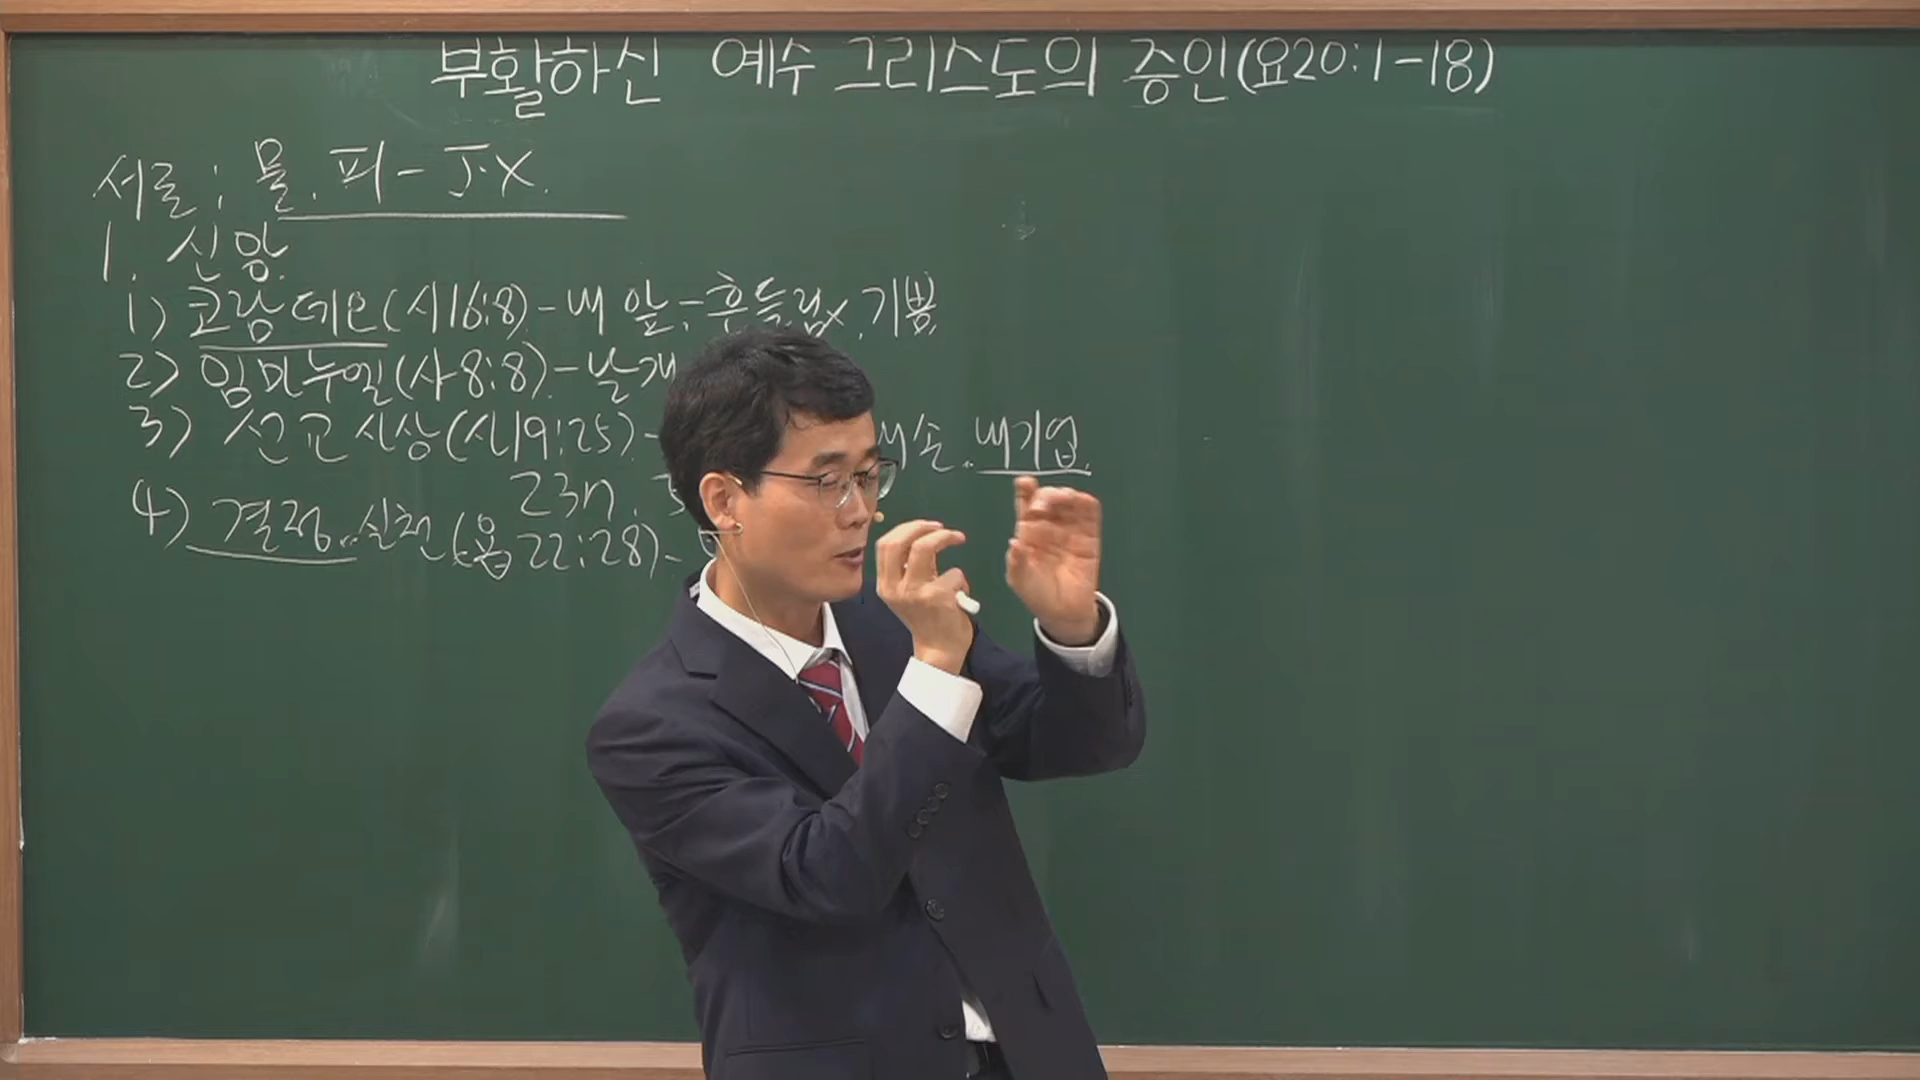 부활하신 예수 그리스도의 증인(요20:1-18)
서론: 물.피-J.X.
1. 신앙.
1) 코람데오(시16:8)-내 앞;흔들림x.기쁨.
2) 임마누엘(사8:8)-날개
3) 선교사상(시19:25)- 손.내기업.
23n.
4) 결정..실천(욥22:28)-